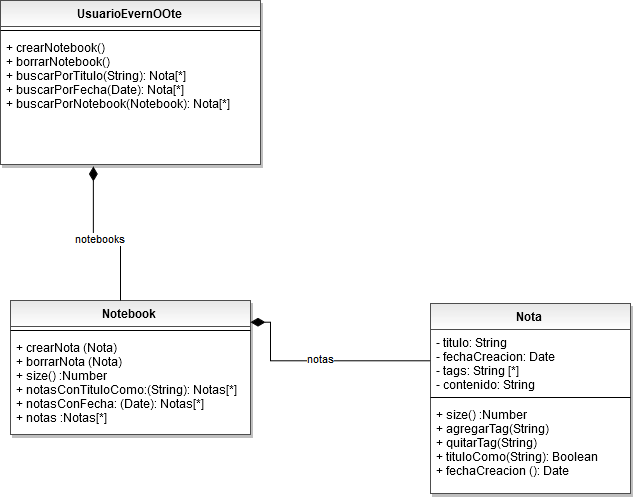 UsuarioEvernOOte
+ crearNotebook()
+ borrarNotebook()
+ buscarPorTitulo(String): Nota[*]
+ buscarPorFecha(Date): Nota[*]
+ buscarPorNotebook(Notebook): Nota[*]
notebooks
Notebook
+ crearNota (Nota)
+ borrarNota (Nota)
+ size() :Number
+ notasConTituloComo:(String): Notas[*]
+ notasConFecha: (Date): Notas[*]
+ notas :Notas[*]
notas
Nota
- titulo: String
- fechaCreacion: Date
- tags: String [*]
- contenido: String
+ size() :Number
+ agregarTag(String)
+ quitarTag(String)
+ tituloComo(String): Boolean
+ fechaCreacion (): Date